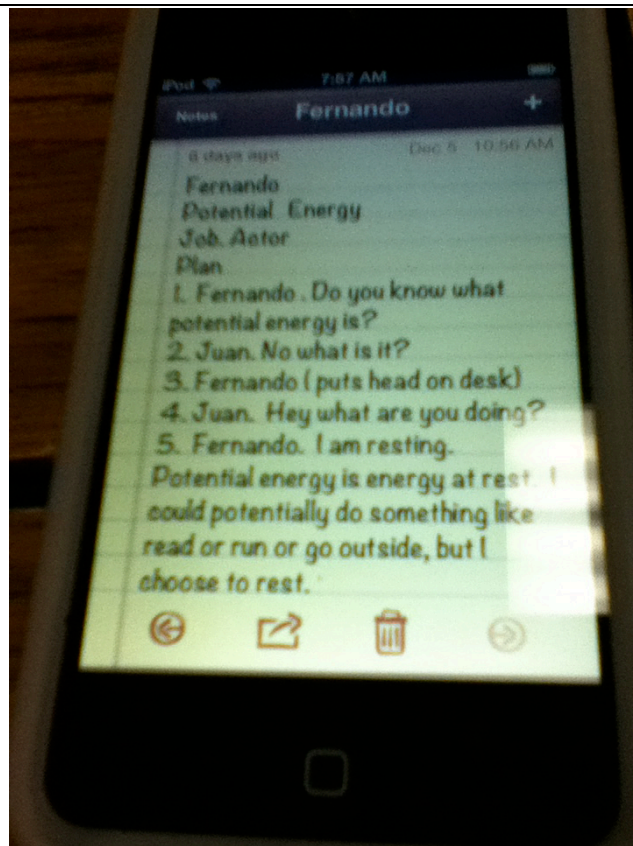 iPod
7:57 AM
Notes
Fernando
+
6 days ago
Dec 5 10:56 AM
Fernando
Potential Energy
Job. Actor
Plan
1. Fernando . Do you know what
potential energy is?
2. Juan. No what is it?
3. Fernando ( puts head on desk)
4. Juan. Hey what are you doing?
5. Fernando. I am resting.
Potential energy is energy at rest. I
could potentially do something like
read or run or go outside, but I
choose to rest.